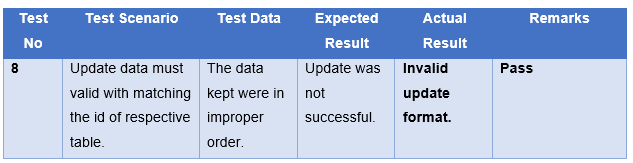 Test No
Test Scenario
Test Data
Expected Result
Actual Result
Remarks
8
Update data must
valid with matching
the id of respective
table.
The data
kept were in
improper
order.
Update was
not
successful.
Invalid
update
format.
Pass